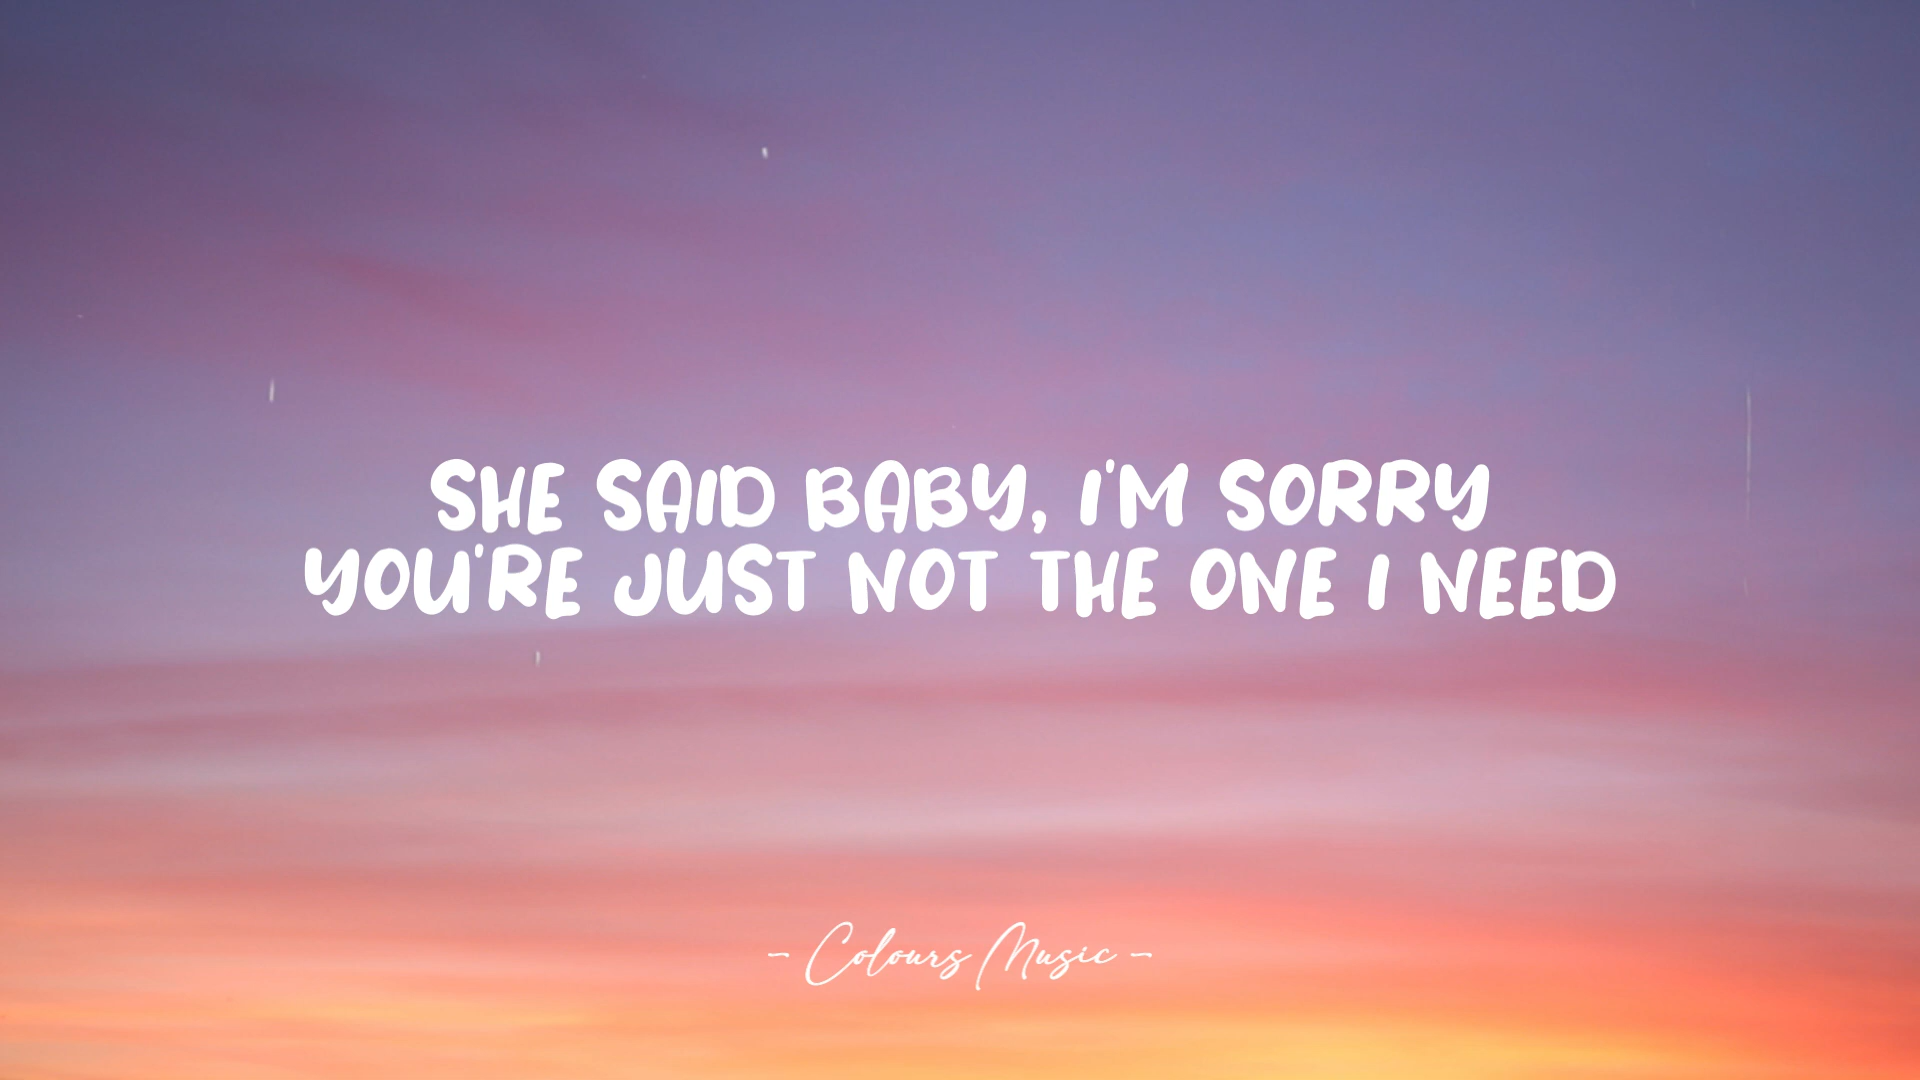 SHE SAID BABY, I'M SORRY
YOU'RE JUST NOT THE ONE I NEED
- Colours Music -